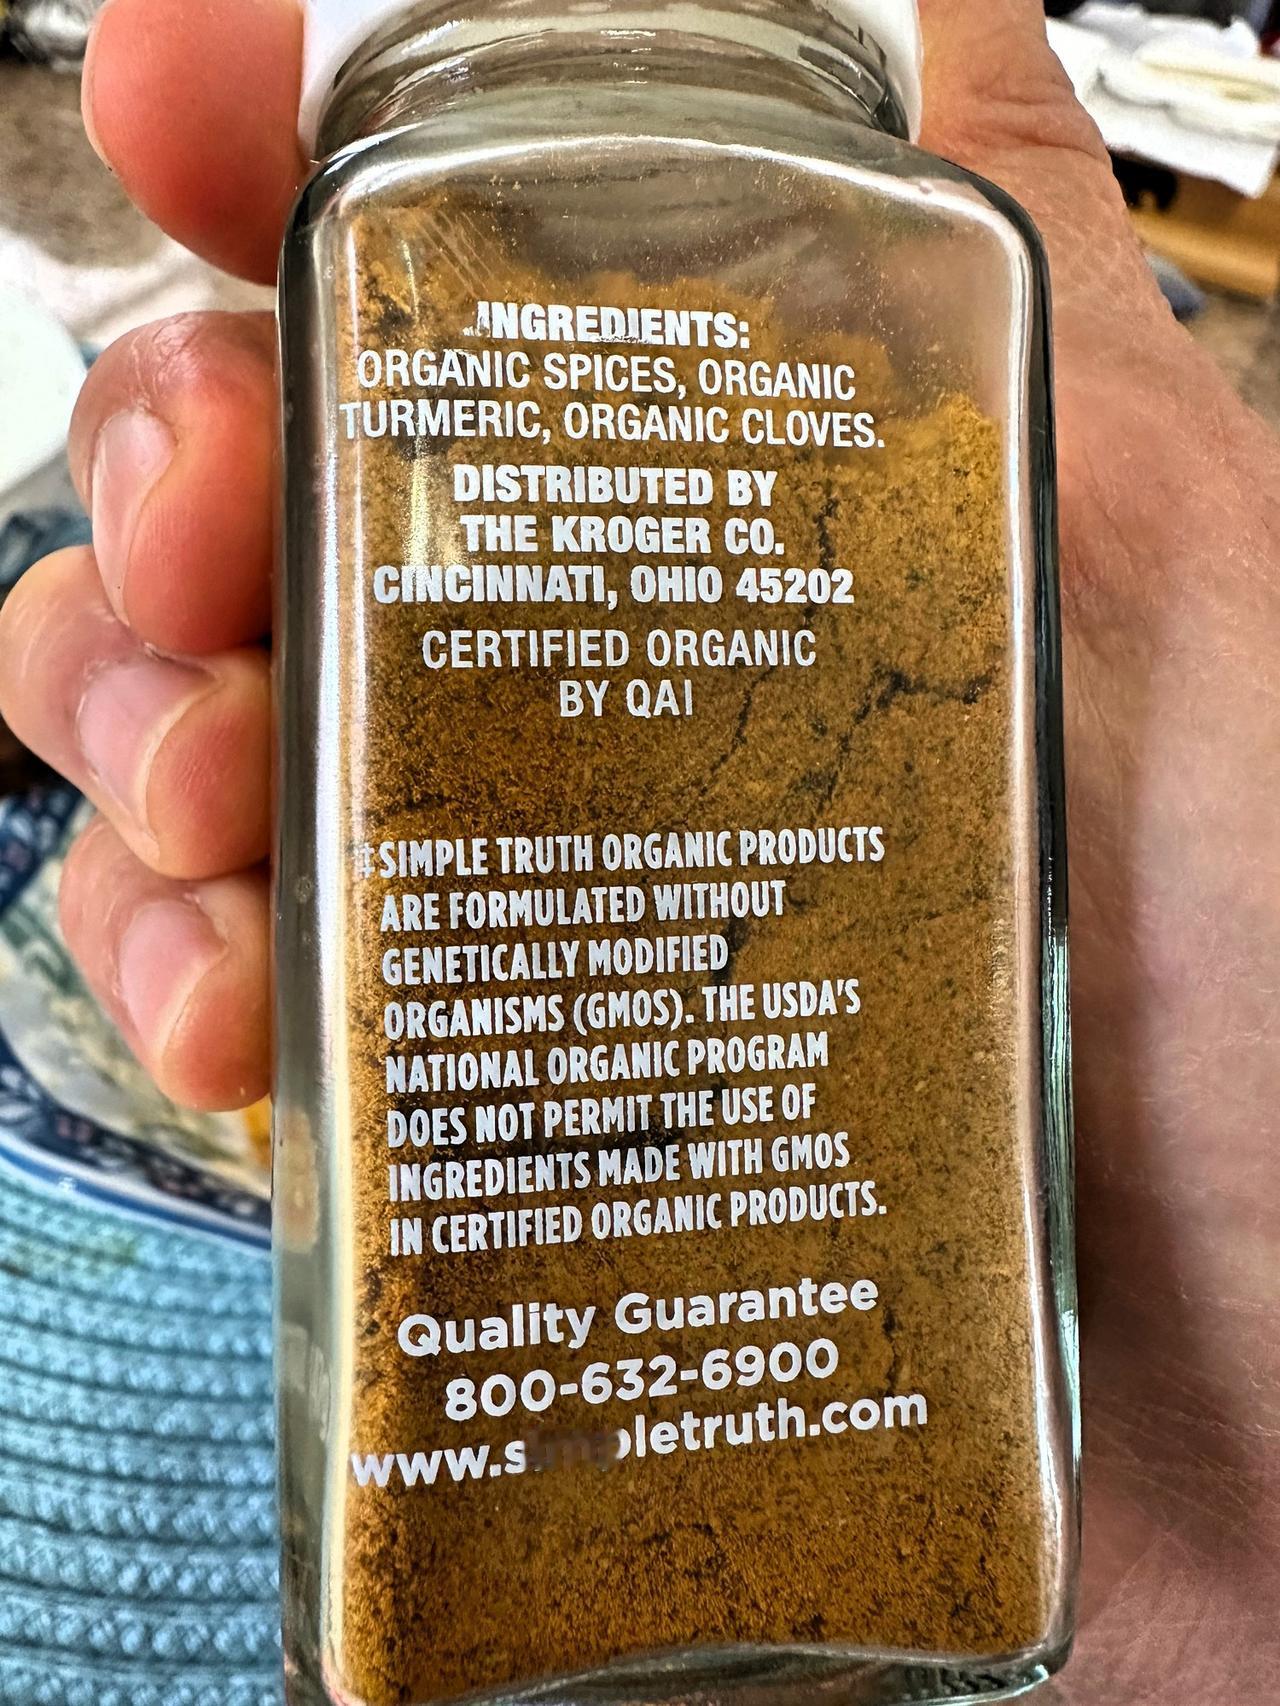 INGREDIENTS:
ORGANIC SPICES, ORGANIC
TURMERIC, ORGANIC CLOVES.
DISTRIBUTED BY
THE KROGER CO.
CINCINNATI, OHIO 45202
CERTIFIED ORGANIC
BY QAI
‡SIMPLE TRUTH ORGANIC PRODUCTS
ARE FORMULATED WITHOUT
GENETICALLY MODIFIED
ORGANISMS (GMOS). THE USDA'S
NATIONAL ORGANIC PROGRAM
DOES NOT PERMIT THE USE OF
INGREDIENTS MADE WITH GMOS
IN CERTIFIED ORGANIC PRODUCTS.
Quality Guarantee
800-632-6900